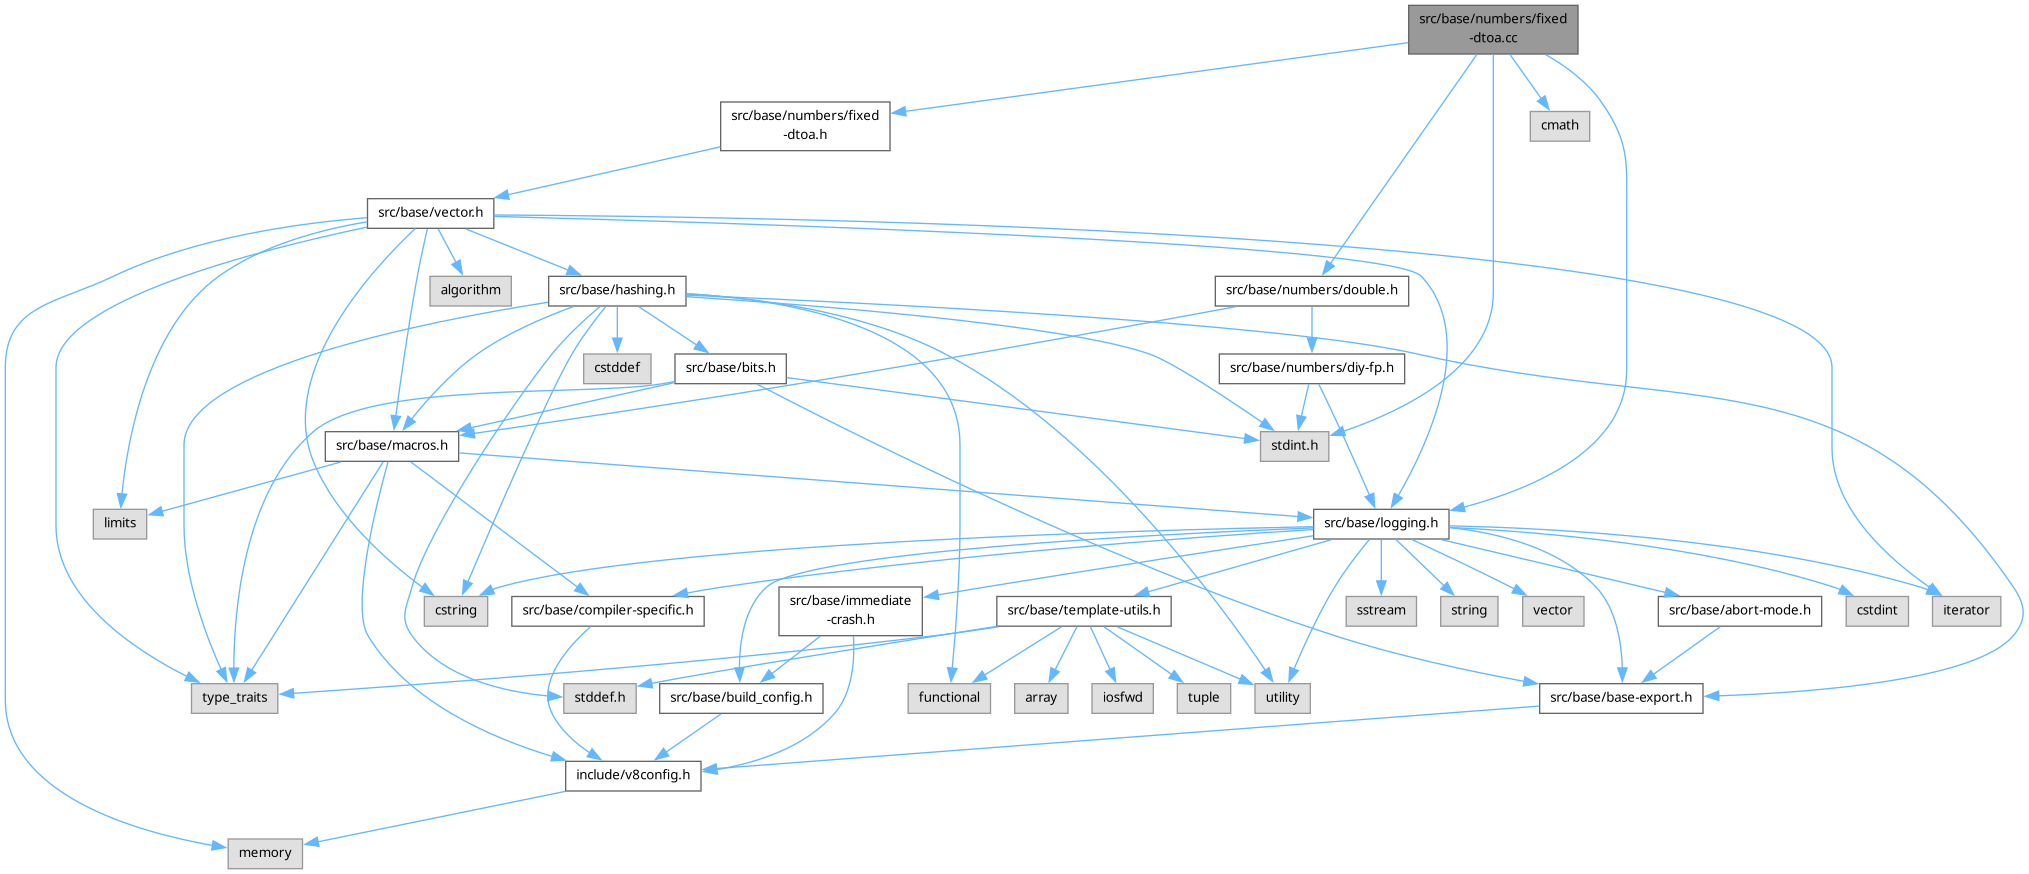 src/base/numbers/fixed
-dtoa.cc
src/base/numbers/fixed
-dtoa.h
cmath
src/base/vector.h
algorithm
src/base/hashing.h
src/base/numbers/double.h
cstddef
src/base/bits.h
src/base/numbers/diy-fp.h
src/base/macros.h
stdint.h
limits
src/base/logging.h
cstring
src/base/compiler-specific.h
src/base/immediate
-crash.h
src/base/template-utils.h
sstream
string
vector
src/base/abort-mode.h
cstdint
iterator
type_traits
stddef.h
src/base/build_config.h
functional
array
iosfwd
tuple
utility
src/base/base-export.h
include/v8config.h
memory